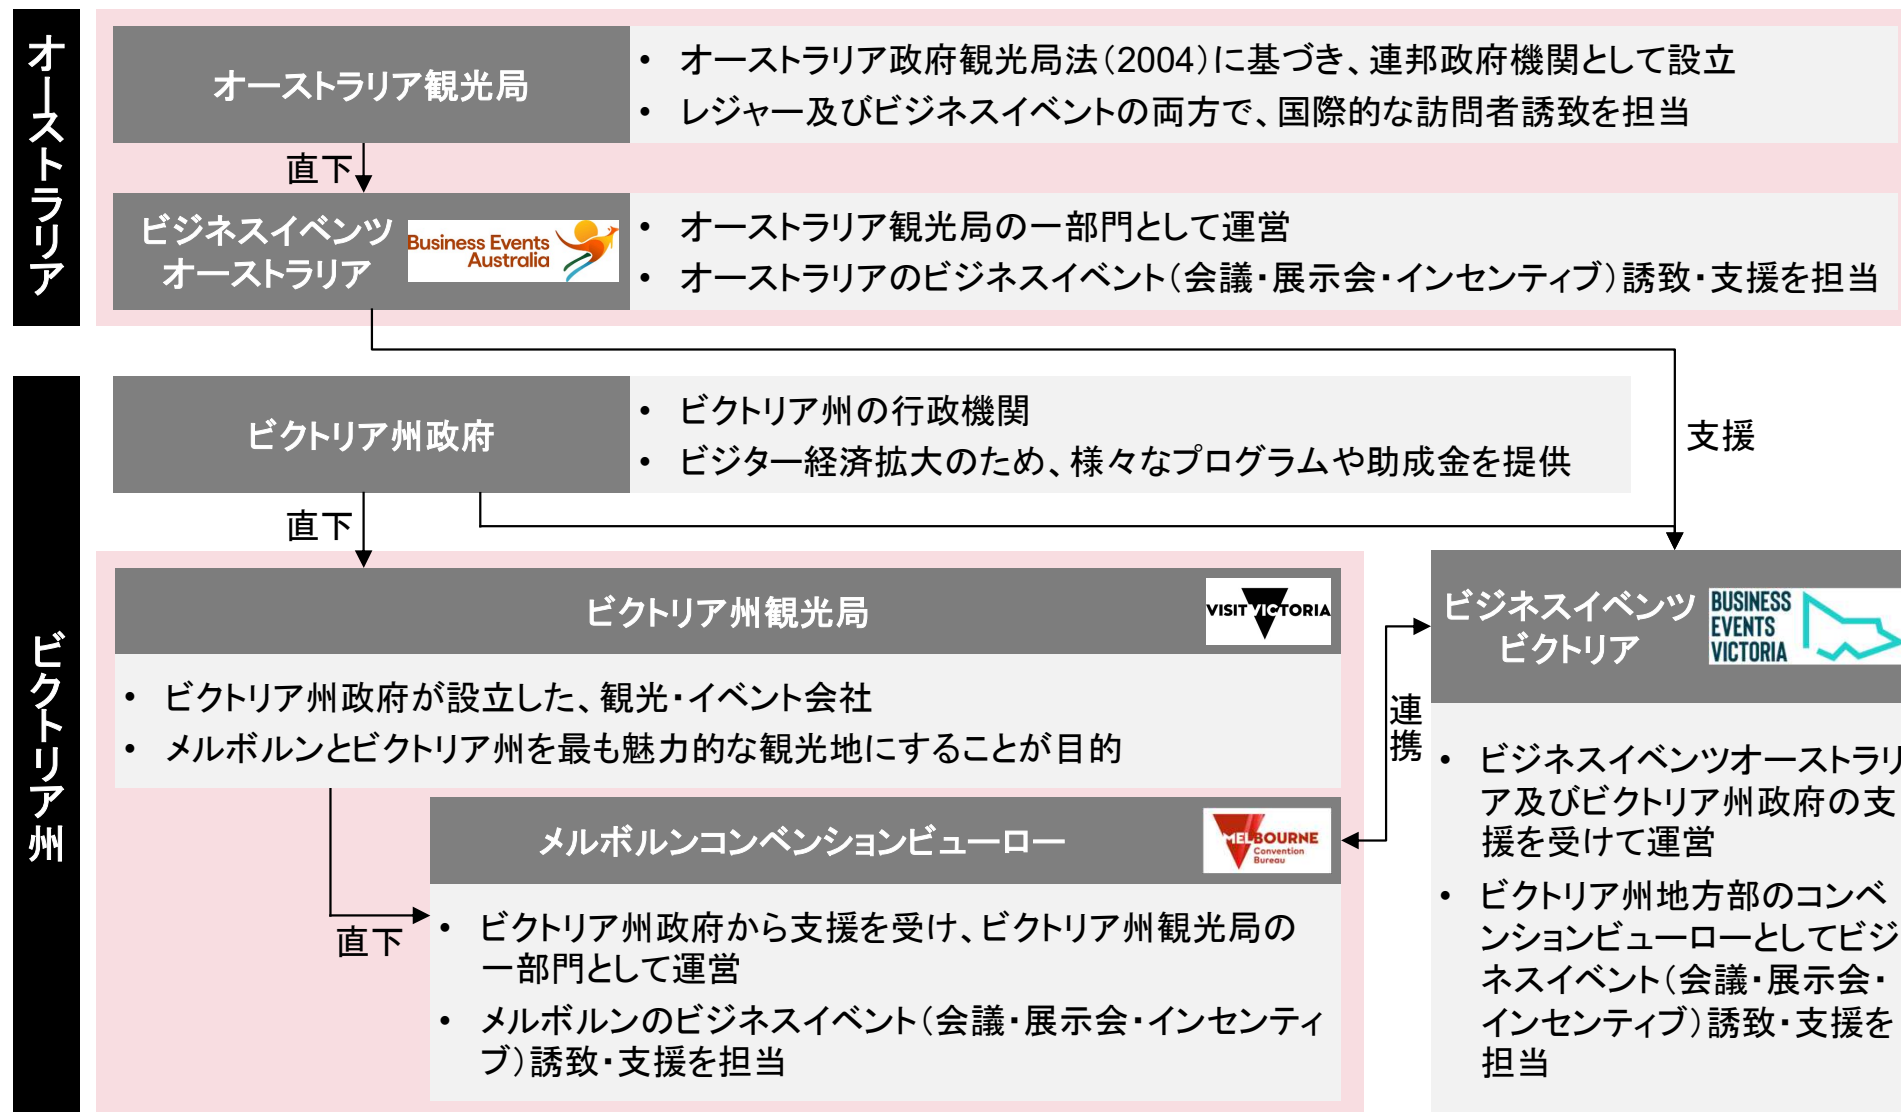 オーストラリア
オーストラリア観光局
• オーストラリア政府観光局法（2004）に基づき、連邦政府機関として設立
• レジャー及びビジネスイベントの両方で、国際的な訪問者誘致を担当
直下
ビジネスイベンツ
オーストラリア
Business Events
Australia
• オーストラリア観光局の一部門として運営
• オーストラリアのビジネスイベント（会議・展示会・インセンティブ）誘致・支援を担当
ビクトリア州
ビクトリア州政府
• ビクトリア州の行政機関
• ビジター経済拡大のため、様々なプログラムや助成金を提供
支援
直下
ビクトリア州観光局
VISIT VICTORIA
• ビクトリア州政府が設立した、観光・イベント会社
• メルボルンとビクトリア州を最も魅力的な観光地にすることが目的
直下
メルボルンコンベンションビューロー
MELBOURNE
Convention
Bureau
• ビクトリア州政府から支援を受け、ビクトリア州観光局の
一部門として運営
• メルボルンのビジネスイベント（会議・展示会・インセンティ
ブ）誘致・支援を担当
連携
ビジネスイベンツ
ビクトリア
BUSINESS
EVENTS
VICTORIA
• ビジネスイベンツオーストラリ
ア及びビクトリア州政府の支
援を受けて運営
• ビクトリア州地方部のコンベ
ンションビューローとしてビジ
ネスイベント（会議・展示会・
インセンティブ）誘致・支援を
担当